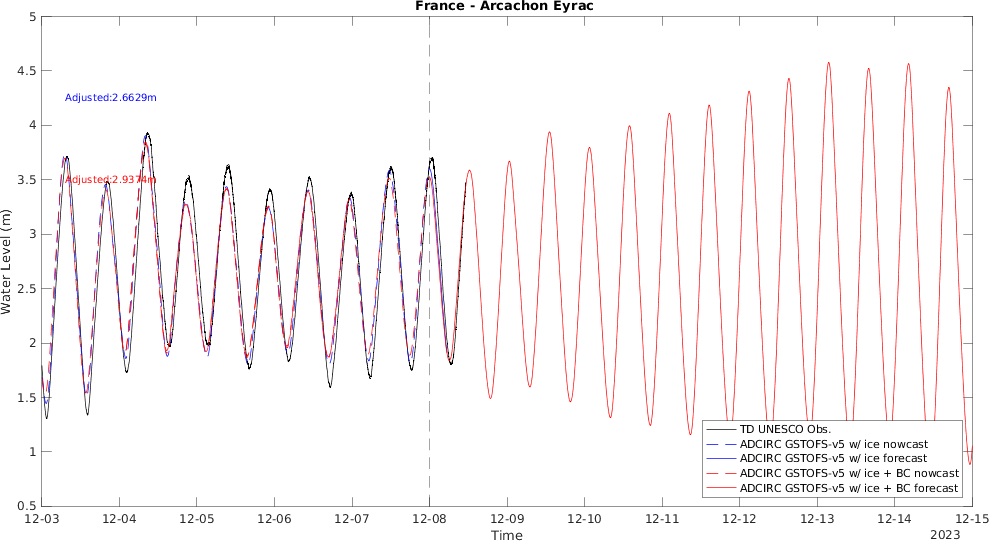 France - Arcachon Eyrac
5
4.5
4
3.5
3
2.5
2
1.5
1
0.5
Water Level (m)
Adjusted:2.6629m
Adjusted:2.9374m
TD UNESCO Obs.
ADCIRC GSTOFS-v5 w/ ice nowcast
ADCIRC GSTOFS-v5 w/ ice forecast
ADCIRC GSTOFS-v5 w/ ice + BC nowcast
ADCIRC GSTOFS-v5 w/ ice + BC forecast
12-03 12-04 12-05 12-06 12-07 12-08 12-09 12-10 12-11 12-12 12-13 12-14 12-15
Time
2023